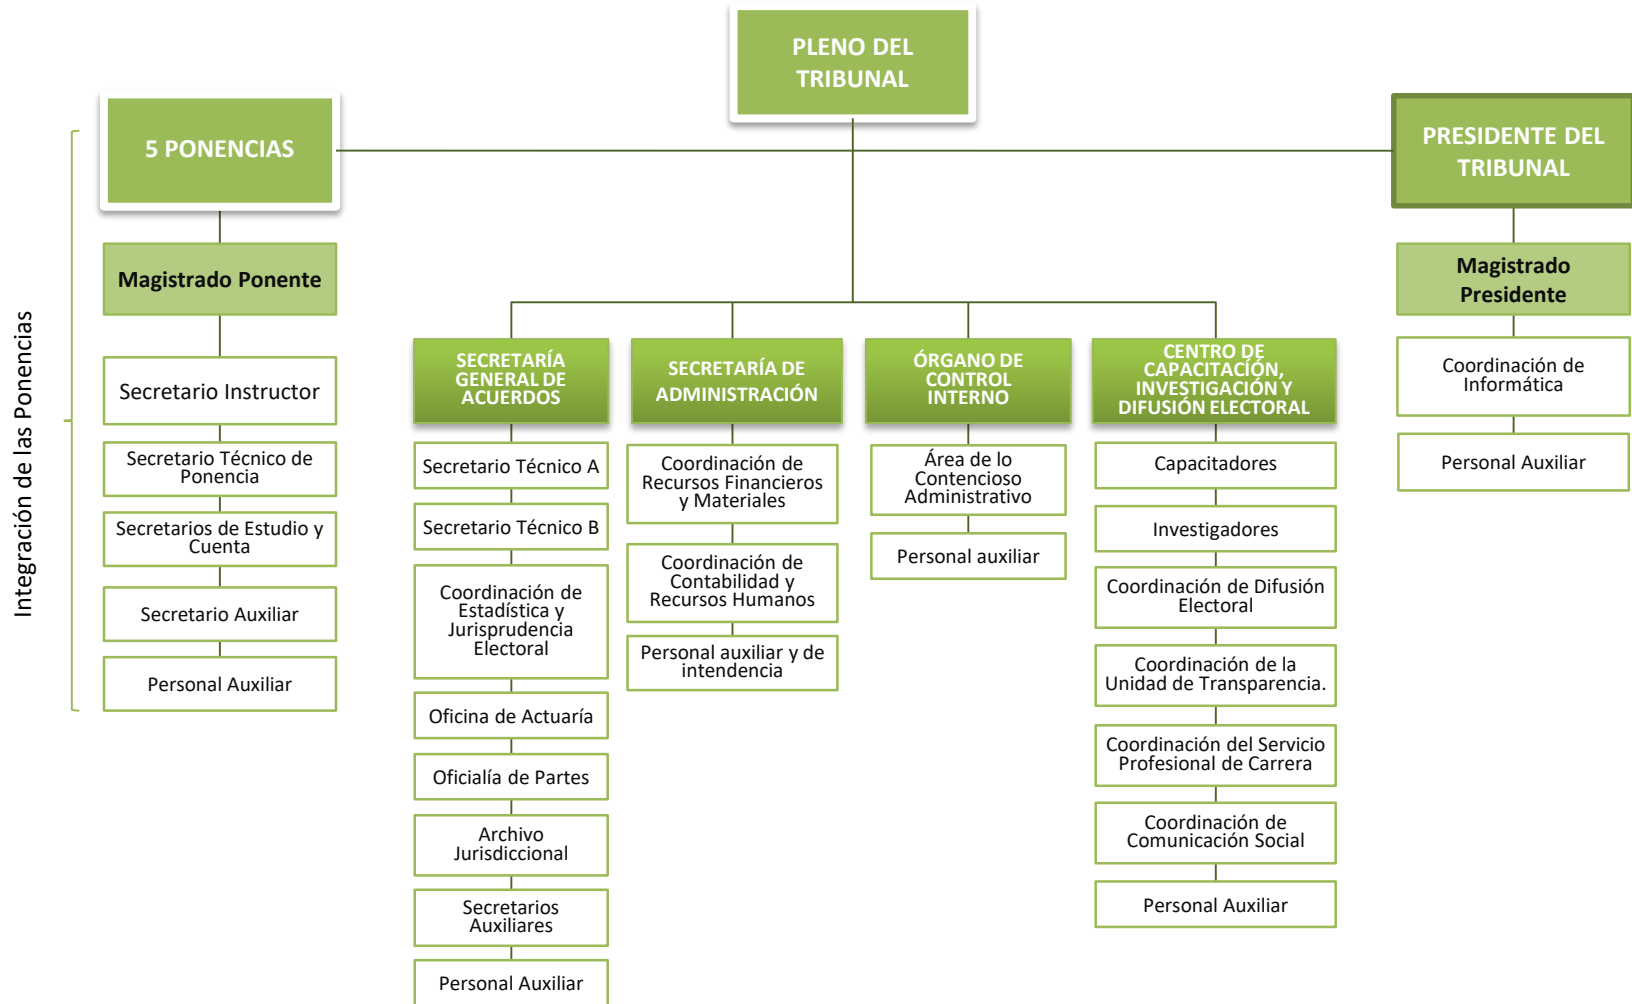 PLENO DEL
TRIBUNAL
5 PONENCIAS
PRESIDENTE DEL
TRIBUNAL
Integración de las Ponencias
Magistrado Ponente
Secretario Instructor
Secretario Técnico de
Ponencia
Secretarios de Estudio y
Cuenta
Secretario Auxiliar
Personal Auxiliar
SECRETARÍA
GENERAL DE
ACUERDOS
Secretario Técnico A
Secretario Técnico B
Coordinación de
Estadística y
Jurisprudencia
Electoral
Oficina de Actuaría
Oficialía de Partes
Archivo
Jurisdiccional
Secretarios
Auxiliares
Personal Auxiliar
SECRETARÍA DE
ADMINISTRACIÓN
Coordinación de
Recursos Financieros
y Materiales
Coordinación de
Contabilidad y
Recursos Humanos
Personal auxiliar y de
intendencia
ÓRGANO DE
CONTROL
INTERNO
Área de lo
Contencioso
Administrativo
Personal auxiliar
CENTRO DE
CAPACITACIÓN,
INVESTIGACIÓN Y
DIFUSIÓN ELECTORAL
Capacitadores
Investigadores
Coordinación de Difusión
Electoral
Coordinación de la
Unidad de Transparencia.
Coordinación del Servicio
Profesional de Carrera
Coordinación de
Comunicación Social
Personal Auxiliar
Magistrado
Presidente
Coordinación de
Informática
Personal Auxiliar